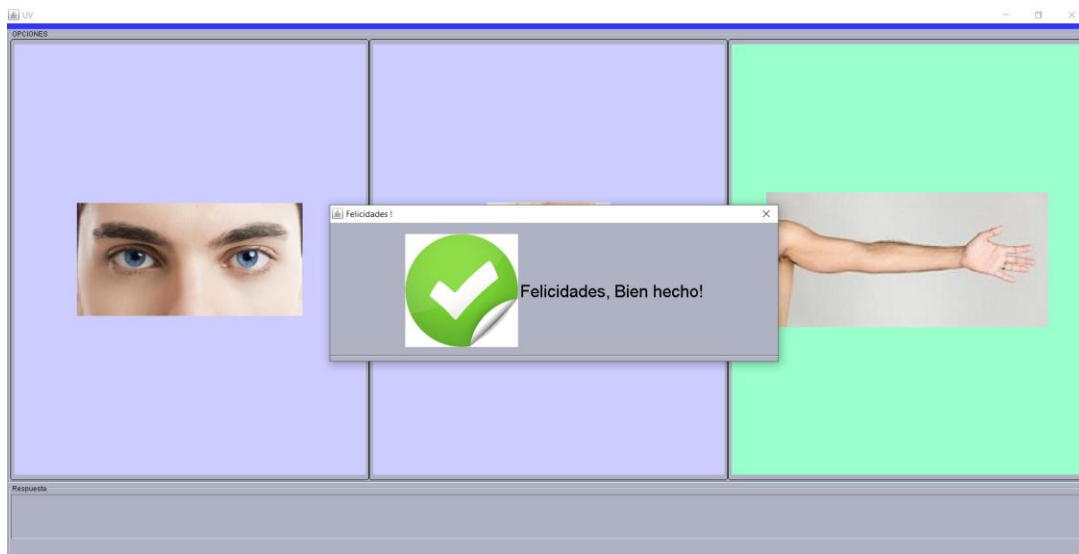 UV
OPCIONES
Felicidades !
Felicidades, Bien hecho!
Respuesta